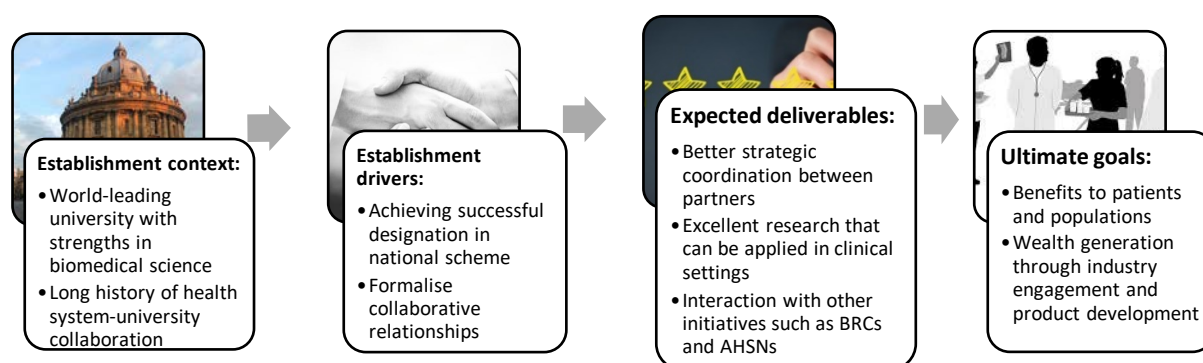 Establishment context:
•World-leading
university with
strengths in
biomedical science
•Long history of health
system-university
collaboration
Establishment
drivers:
•Achieving successful
designation in
national scheme
•Formalise
collaborative
relationships
Expected deliverables:
•Better strategic
coordination between
partners
•Excellent research that
can be applied in clinical
settings
•Interaction with other
initiatives such as BRCs
and AHSNs
Ultimate goals:
•Benefits to patients
and populations
•Wealth generation
through industry
engagement and
product development